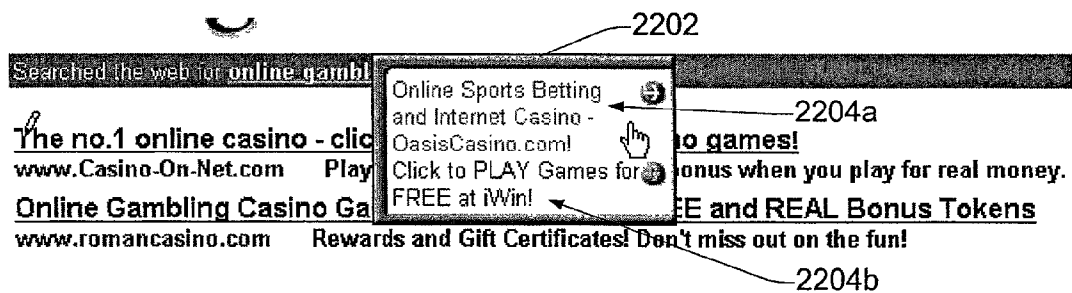 2202
Searched the web for online gambl
Online Sports Betting
and Internet Casino -
OasisCasino.com!
2204a
Click to PLAY Games for
FREE at iWin!
The no.1 online casino - clic no games!
www.Casino-On-Net.com Play onus when you play for real money.
Online Gambling Casino Ga EE and REAL Bonus Tokens
www.romancasino.com Rewards and Gift Certificates! Don't miss out on the fun!
2204b